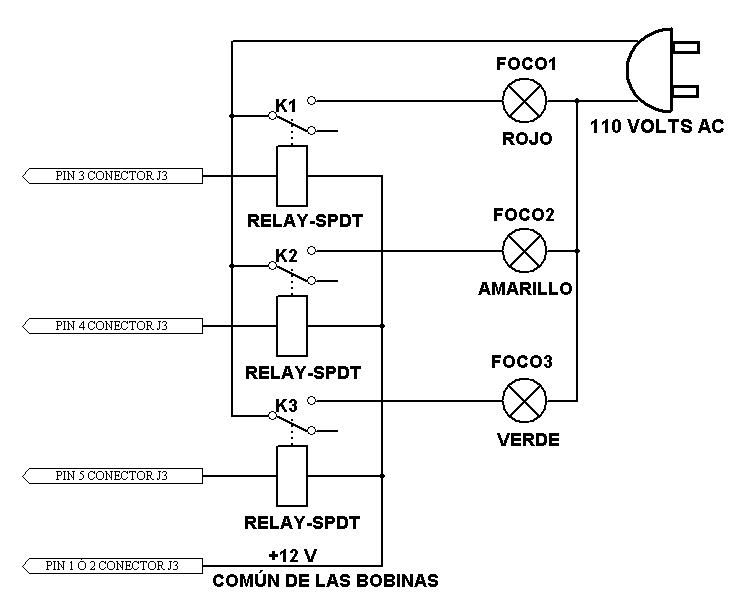 FOCO1
K1
ROJO
110 VOLTS AC
PIN 3 CONECTOR J3
RELAY-SPDT
FOCO2
K2
AMARILLO
PIN 4 CONECTOR J3
RELAY-SPDT
FOCO3
K3
VERDE
PIN 5 CONECTOR J3
RELAY-SPDT
+12 V
PIN 1 Ó 2 CONECTOR J3
COMÚN DE LAS BOBINAS